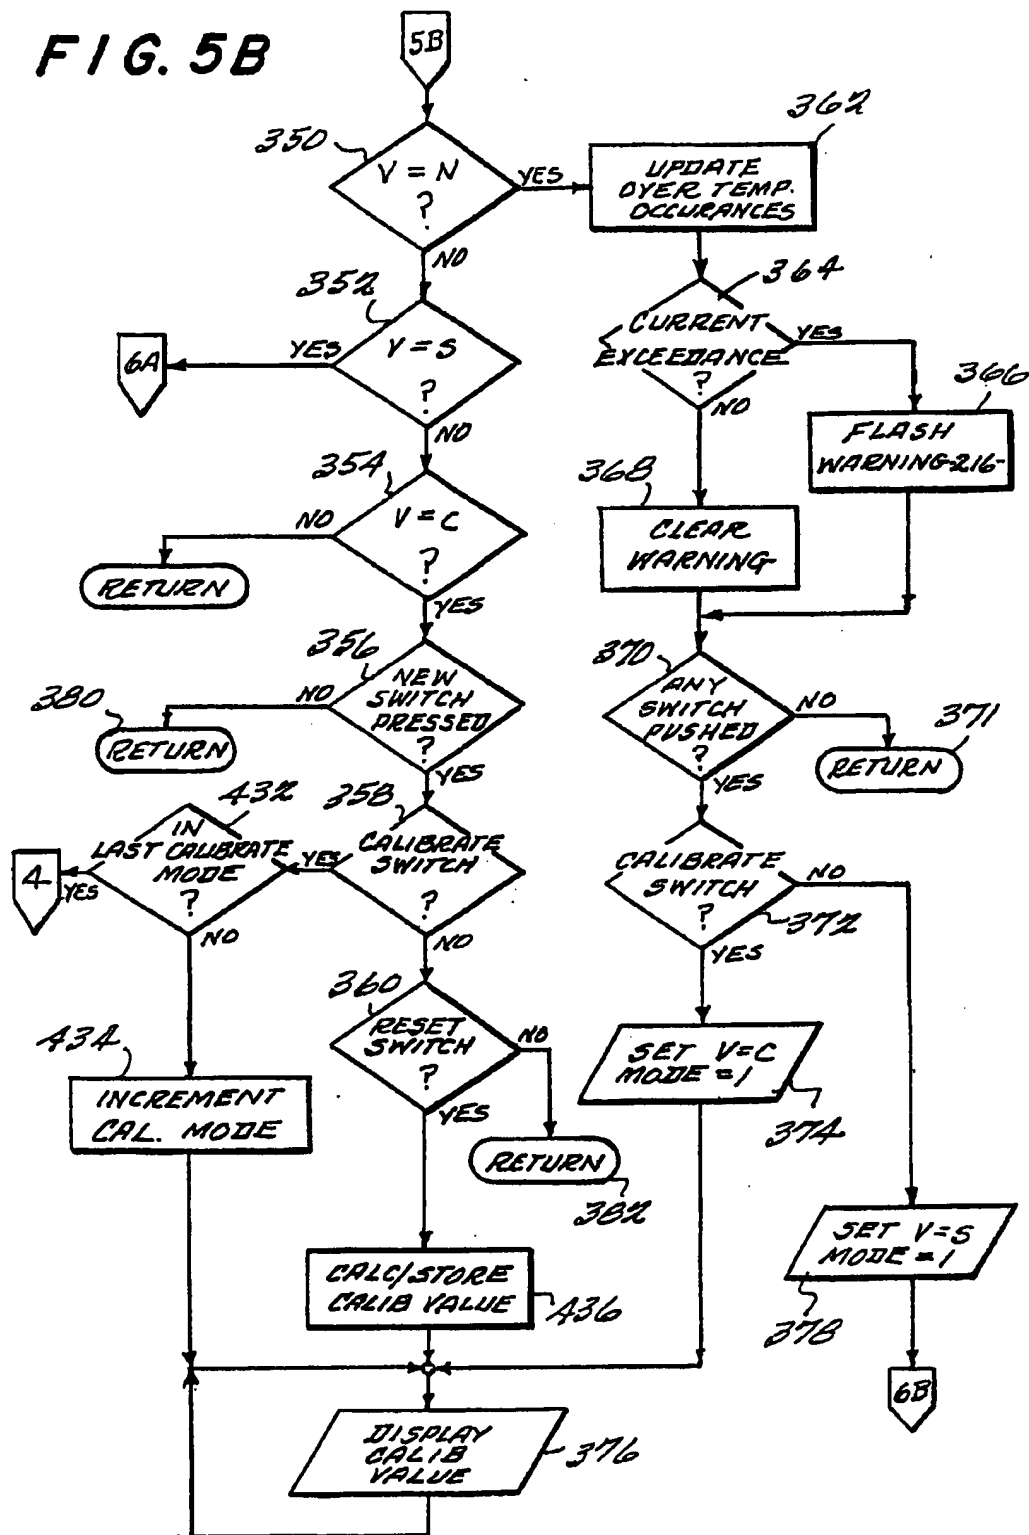 FIG. 5B
5B
350
V = N
?
YES
NO
362
UPDATE
OVER TEMP.
OCCURANCES
352
V = S
?
YES
NO
6A
364
CURRENT
EXCEEDANCE
?
YES
NO
366
FLASH
WARNING-216-
354
V = C
?
NO
YES
RETURN
368
CLEAR
WARNING
356
NEW
SWITCH
PRESSED
?
NO
YES
380
RETURN
370
ANY
SWITCH
PUSHED
?
NO
YES
371
RETURN
432
IN
LAST CALIBRATE
MODE
?
YES
NO
4
358
CALIBRATE
SWITCH
?
YES
NO
CALIBRATE
SWITCH
?
372
NO
YES
360
RESET
SWITCH
?
NO
YES
434
INCREMENT
CAL. MODE
SET V=C
MODE = 1
374
RETURN
382
SET V=S
MODE = 1
378
CALC/STORE
CALIB VALUE
436
6B
DISPLAY
CALIB
VALUE
376